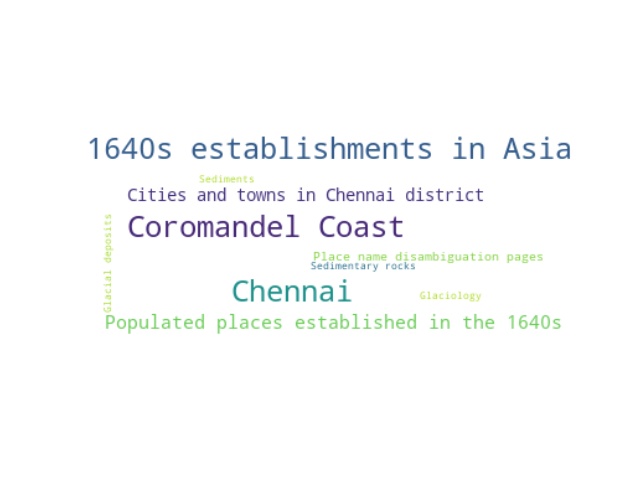 1640s establishments in Asia
Sediments
Cities and towns in Chennai district
Glacial deposits
Coromandel Coast
Place name disambiguation pages
Sedimentary rocks
Chennai
Glaciology
Populated places established in the 1640s